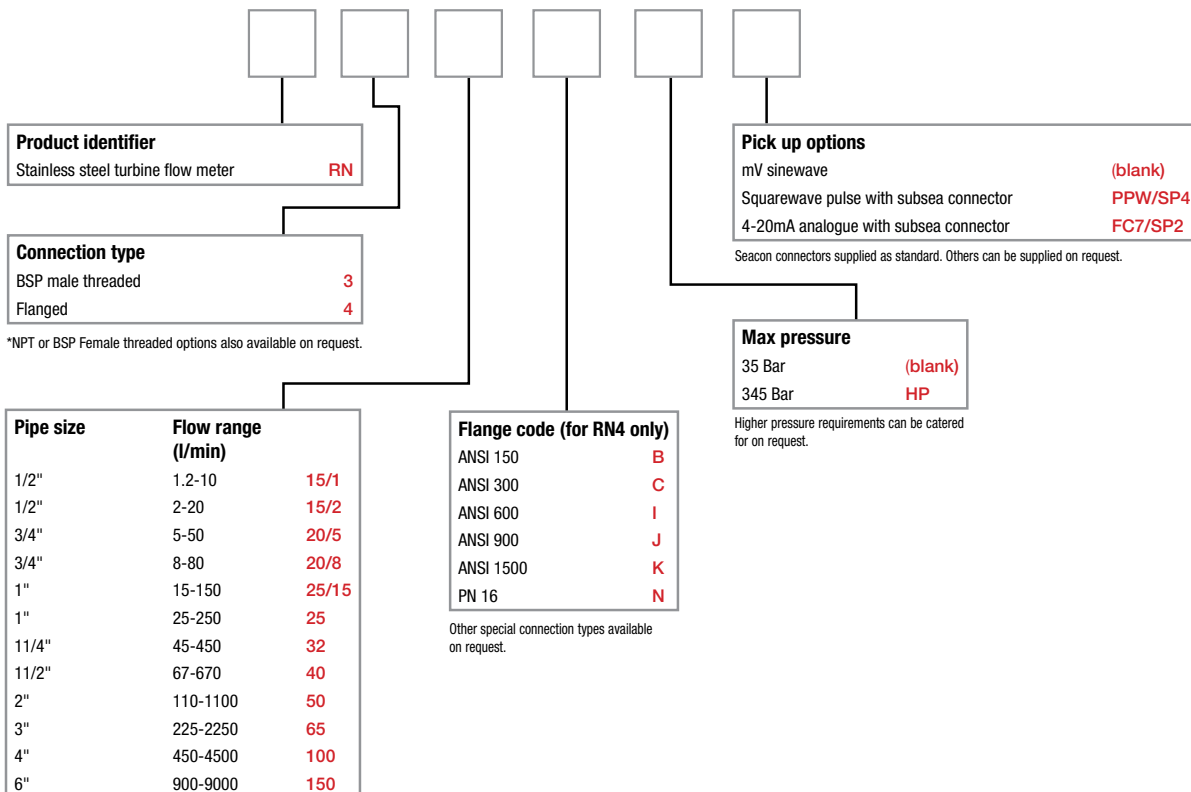 Product identifier
Stainless steel turbine flow meter RN
Connection type
BSP male threaded 3
Flanged 4
*NPT or BSP Female threaded options also available on request.
Pipe size Flow range
(l/min)
1/2" 1.2-10 15/1
1/2" 2-20 15/2
3/4" 5-50 20/5
3/4" 8-80 20/8
1" 15-150 25/15
1" 25-250 25
11/4" 45-450 32
11/2" 67-670 40
2" 110-1100 50
3" 225-2250 65
4" 450-4500 100
6" 900-9000 150
Flange code (for RN4 only)
ANSI 150 B
ANSI 300 C
ANSI 600 I
ANSI 900 J
ANSI 1500 K
PN 16 N
Other special connection types available
on request.
Max pressure
35 Bar (blank)
345 Bar HP
Higher pressure requirements can be catered
for on request.
Pick up options
mV sinewave (blank)
Squarewave pulse with subsea connector PPW/SP4
4-20mA analogue with subsea connector FC7/SP2
Seacon connectors supplied as standard. Others can be supplied on request.